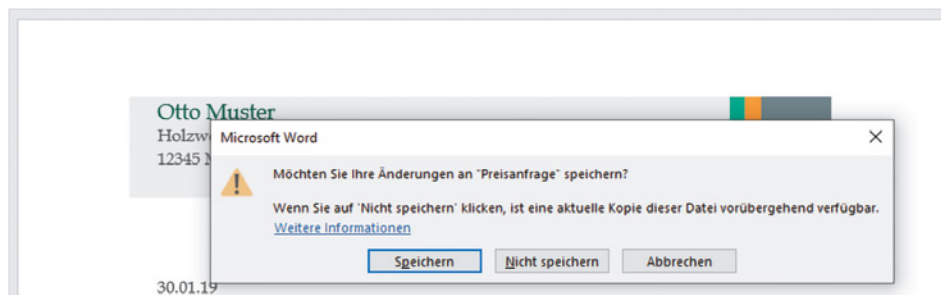 Otto Muster
Holzw
12345
Microsoft Word
Möchten Sie Ihre Änderungen an "Preisanfrage" speichern?
Wenn Sie auf 'Nicht speichern' klicken, ist eine aktuelle Kopie dieser Datei vorübergehend verfügbar.
Weitere Informationen
Speichern Nicht speichern Abbrechen
30.01.19